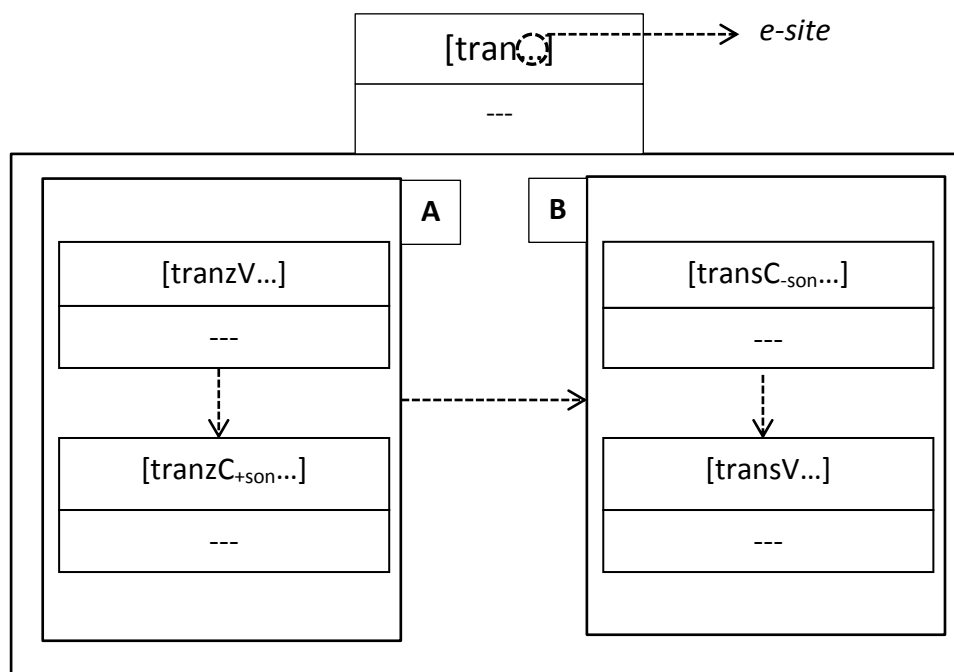 [tran...]
e-site
---
A
B
[tranzV...]
---
[tranzC+son...]
---
[transC-son...]
---
[transV...]
---